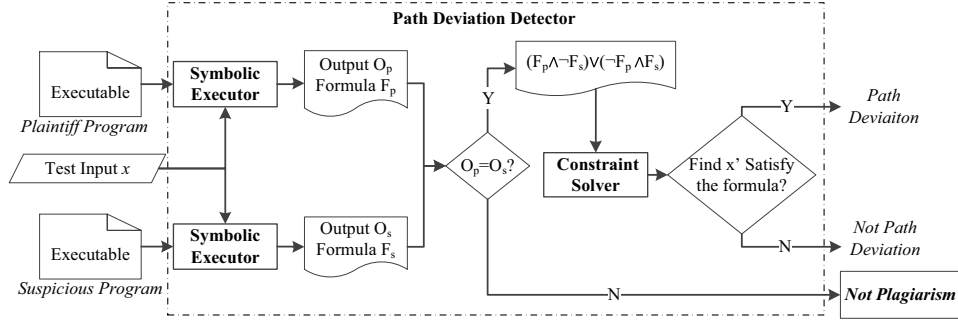 Path Deviation Detector
Executable
Plaintiff Program
Symbolic
Executor
Output Op
Formula Fp
(Fp∧¬Fs)∨(¬Fp ∧Fs)
Y
Y
Path
Deviaiton
Test Input x
Op=Os?
Constraint
Solver
Find x' Satisfy
the formula?
Executable
Suspicious Program
Symbolic
Executor
Output Os
Formula Fs
N
Not Path
Deviation
N
Not Plagiarism